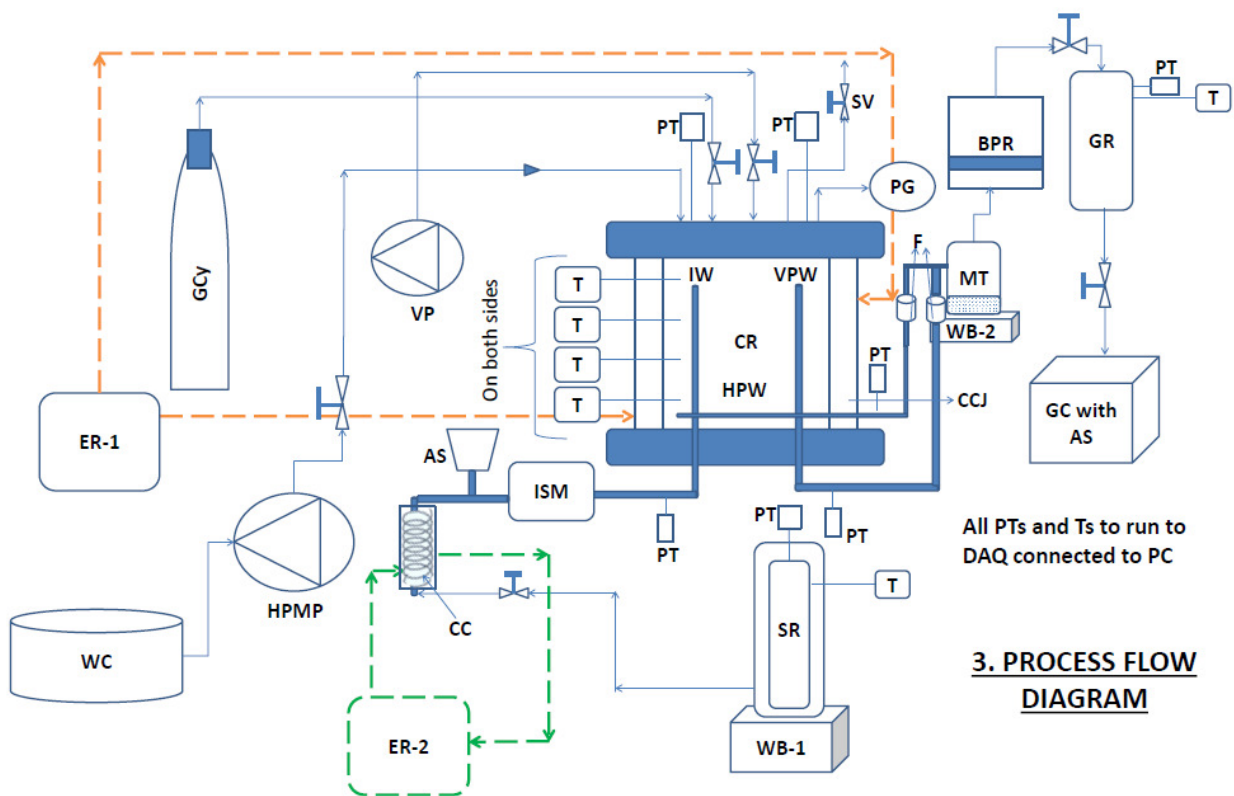 PT
SV
PT
PT
T
BPR
GR
PG
GCy
VP
F
IW
VPW
MT
T
On both sides
T
WB-2
CR
T
PT
HPW
T
CCJ
GC with
AS
ER-1
AS
ISM
PT
PT
PT
All PTs and Ts to run to
DAQ connected to PC
T
HPMP
SR
CC
WC
3. PROCESS FLOW
DIAGRAM
ER-2
WB-1